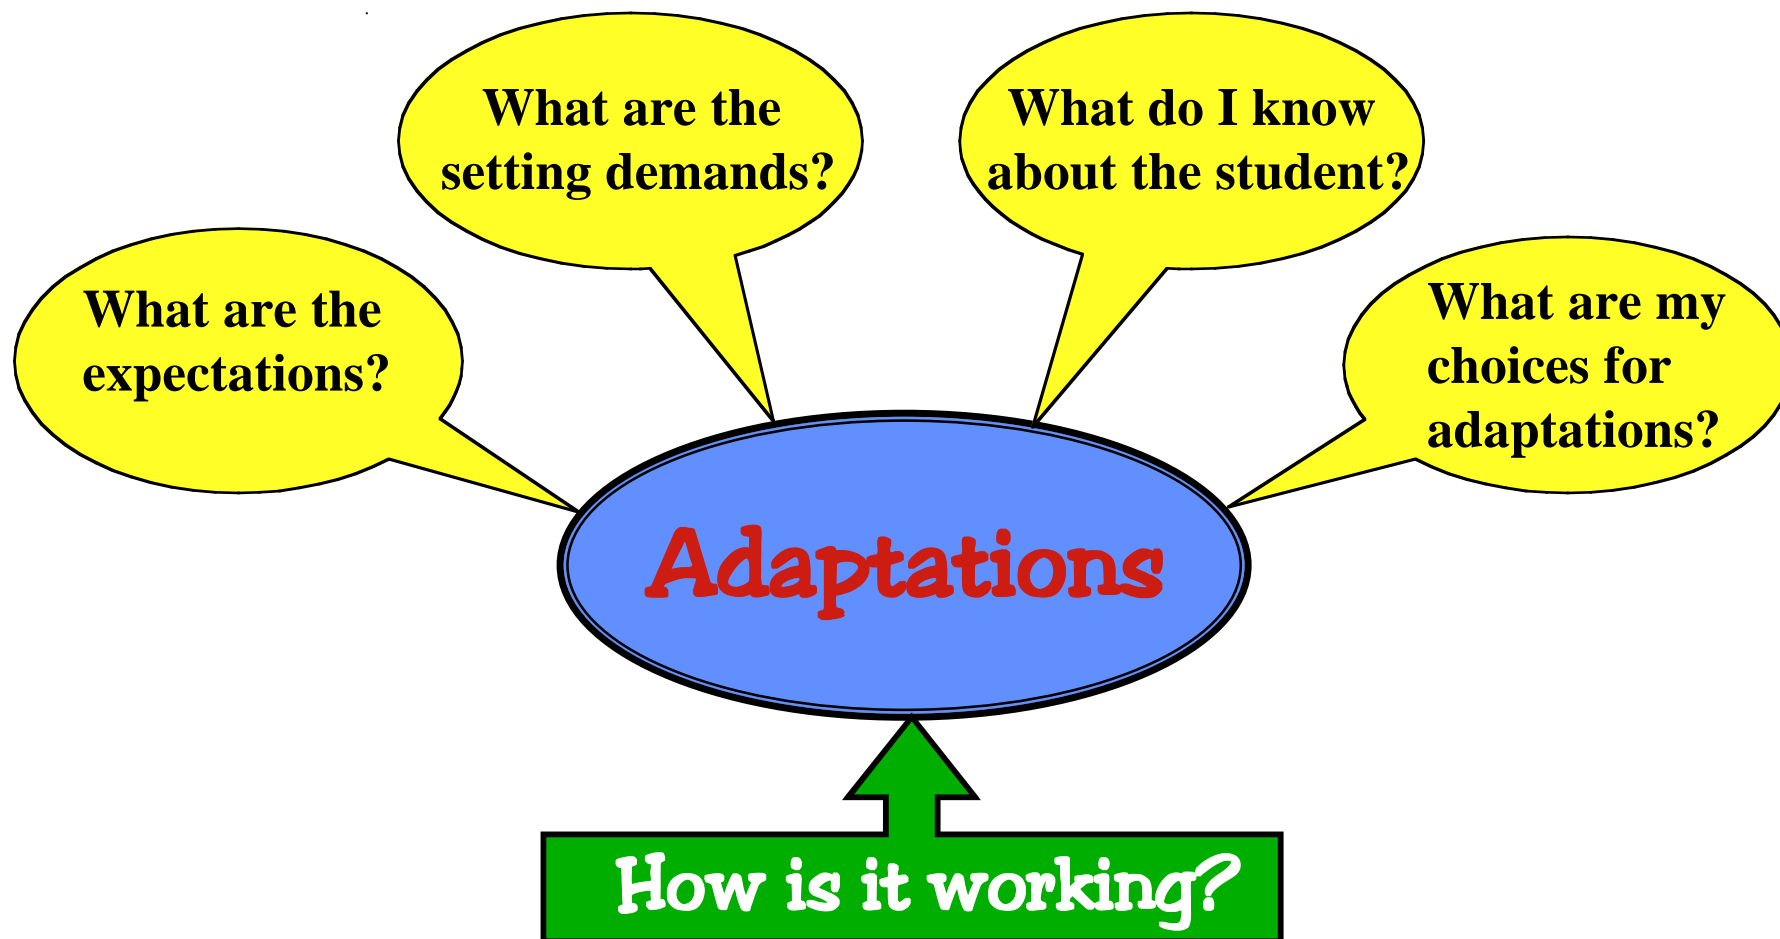 What are the
setting demands?
What do I know
about the student?
What are the
expectations?
What are my
choices for
adaptations?
Adaptations
How is it working?